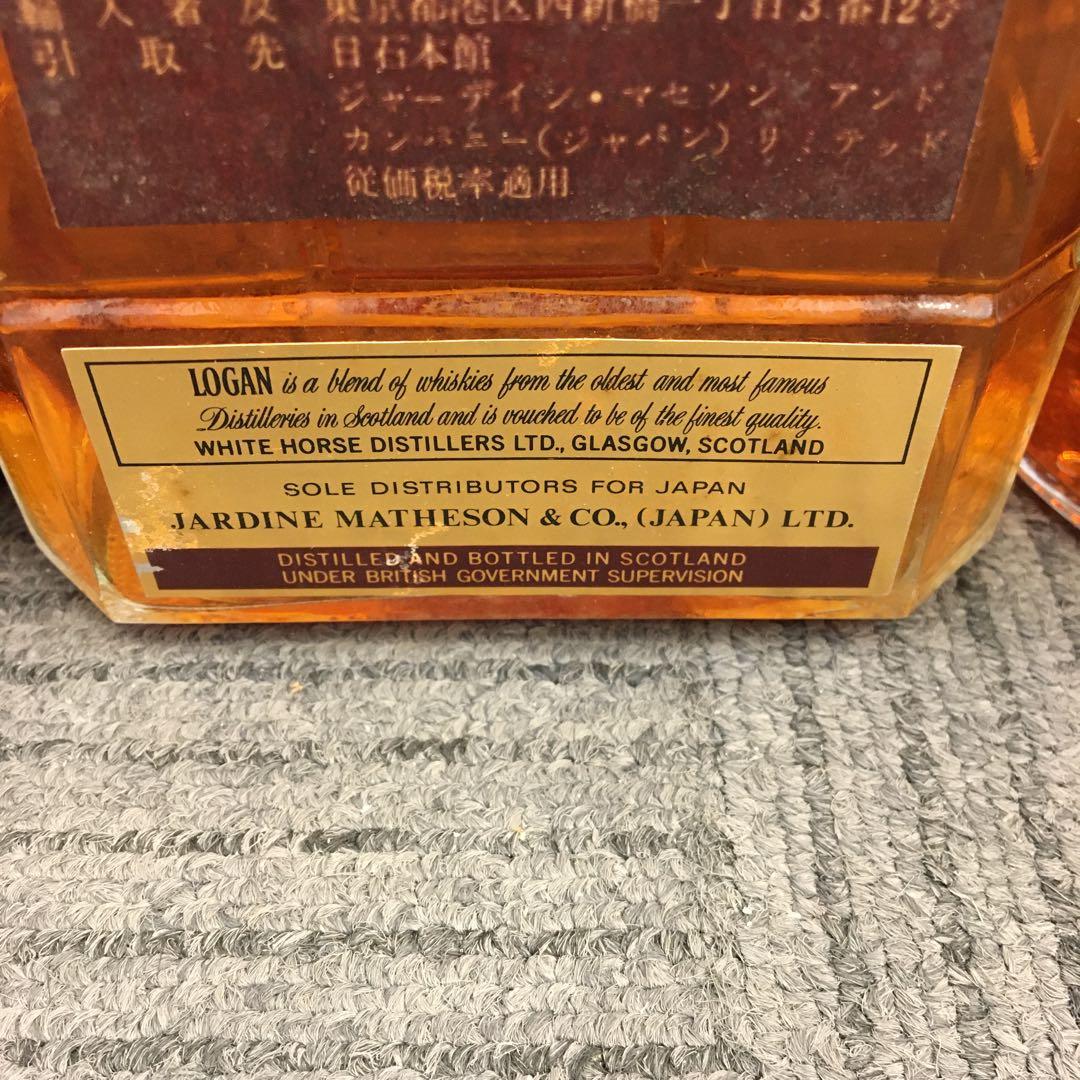 輸入者及 東京都港区西新橋一丁目3番12号
引取先 日石本館
ジャーデイン・マセソン アンド
カンパニー(ジャパン)リミテッド
従価税率適用
LOGAN is a blend of whiskies from the oldest and most famous
Distilleries in Scotland and is vouched to be of the finest quality.
WHITE HORSE DISTILLERS LTD., GLASGOW, SCOTLAND
SOLE DISTRIBUTORS FOR JAPAN
JARDINE MATHESON & CO., (JAPAN) LTD.
DISTILLED AND BOTTLED IN SCOTLAND
UNDER BRITISH GOVERNMENT SUPERVISION